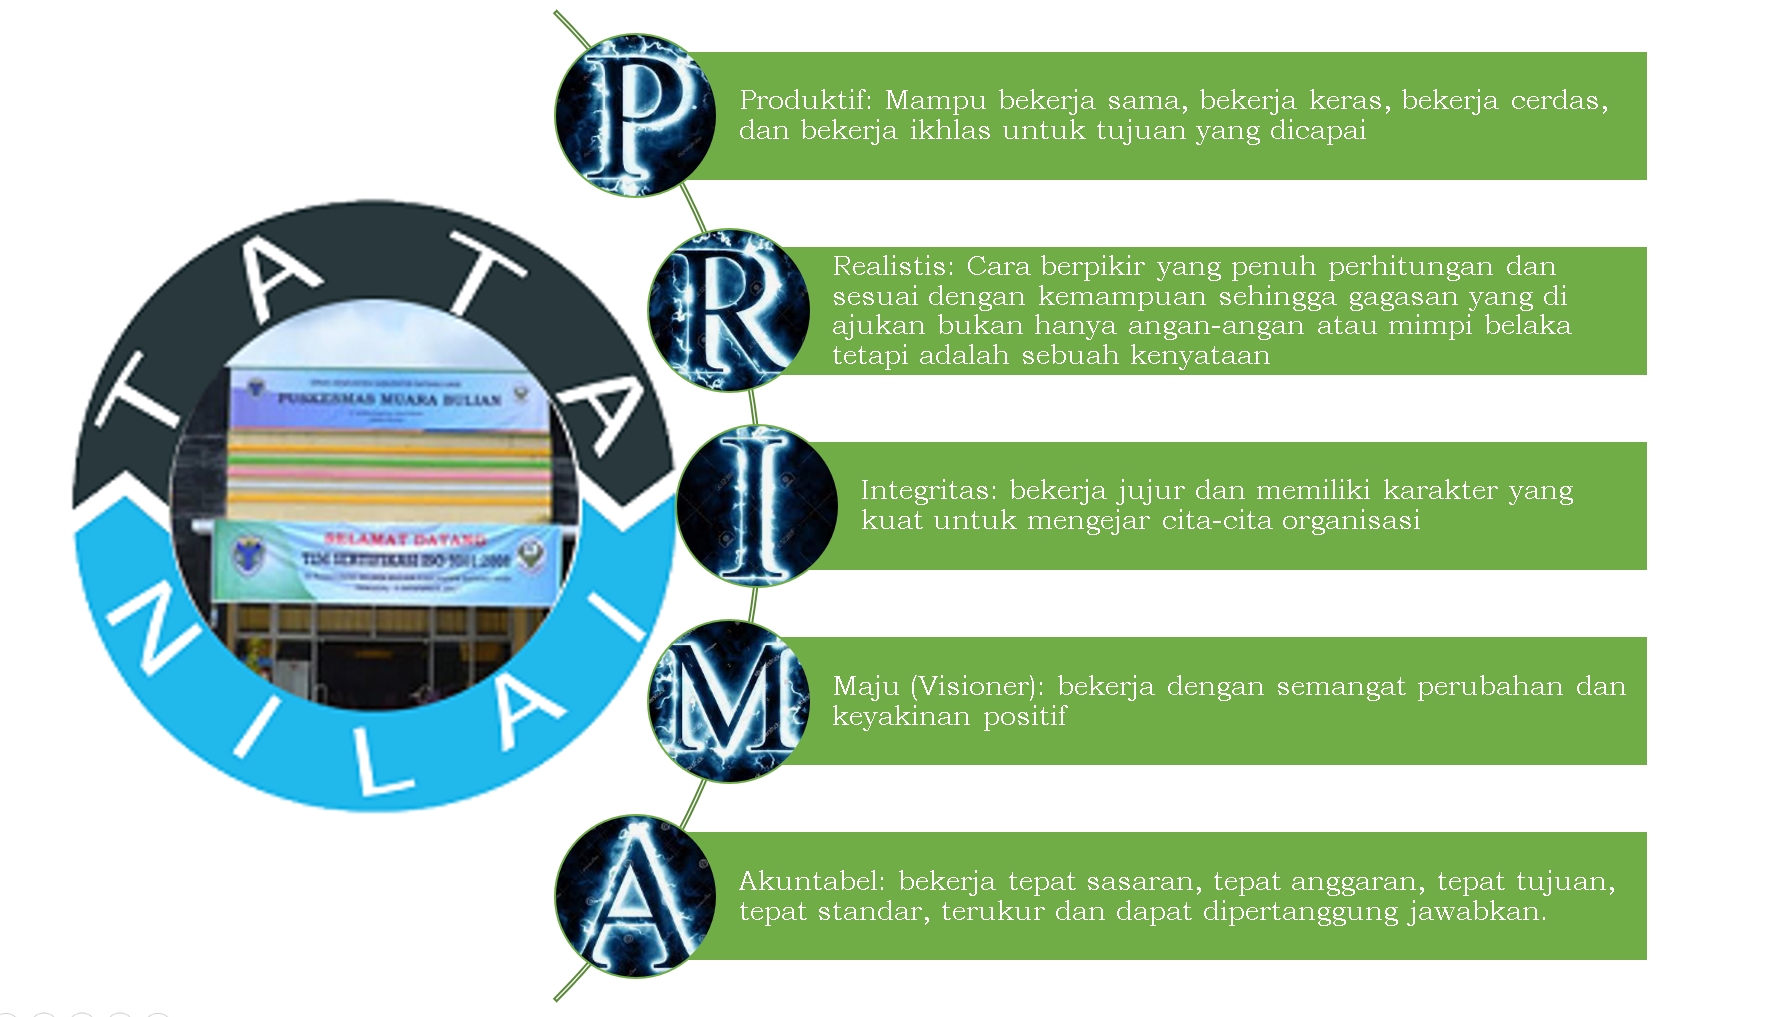 TATA
NILAI
PUSKESMAS MUARA BULIAN
SELAMAT DATANG
TIM SERTIFIKASI ISO 9001:2008
P
Produktif: Mampu bekerja sama, bekerja keras, bekerja cerdas,
dan bekerja ikhlas untuk tujuan yang dicapai
R
Realistis: Cara berpikir yang penuh perhitungan dan
sesuai dengan kemampuan sehingga gagasan yang di
ajukan bukan hanya angan-angan atau mimpi belaka
tetapi adalah sebuah kenyataan
I
Integritas: bekerja jujur dan memiliki karakter yang
kuat untuk mengejar cita-cita organisasi
M
Maju (Visioner): bekerja dengan semangat perubahan dan
keyakinan positif
A
Akuntabel: bekerja tepat sasaran, tepat anggaran, tepat tujuan,
tepat standar, terukur dan dapat dipertanggung jawabkan.